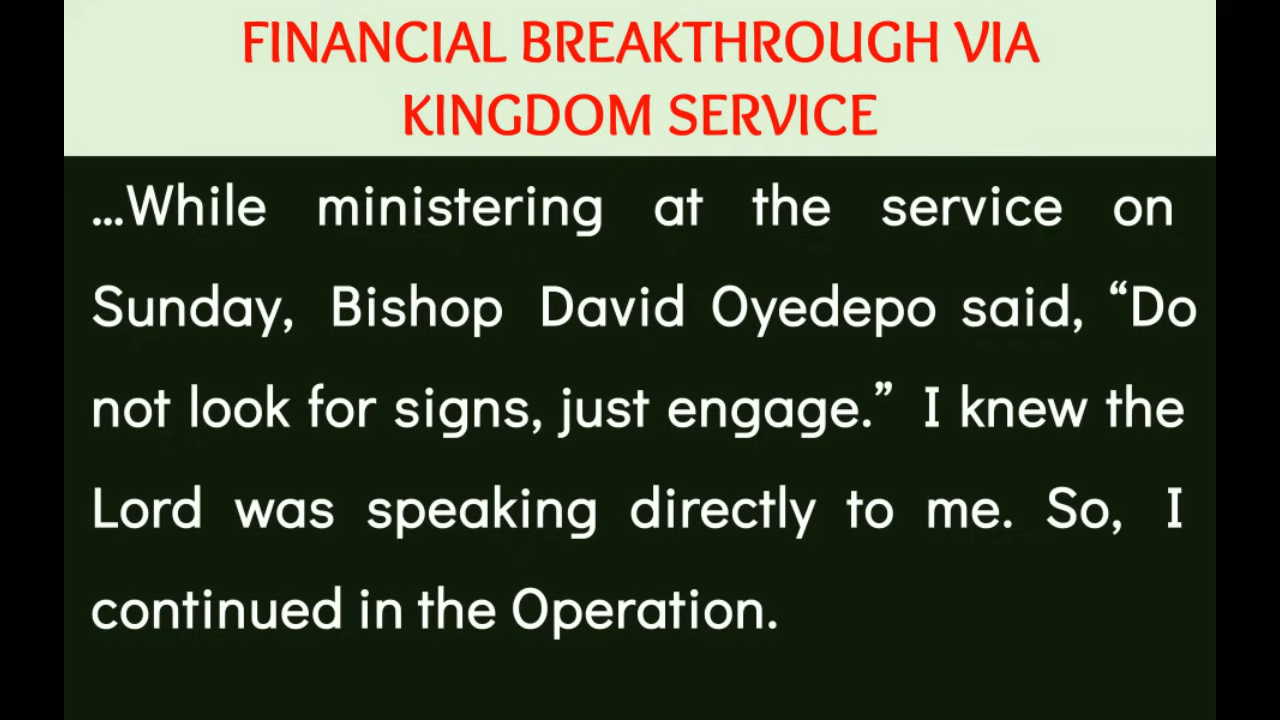 FINANCIAL BREAKTHROUGH VIA
KINGDOM SERVICE
...While ministering at the service on
Sunday, Bishop David Oyedepo said, “Do
not look for signs, just engage.” I knew the
Lord was speaking directly to me. So, I
continued in the Operation.